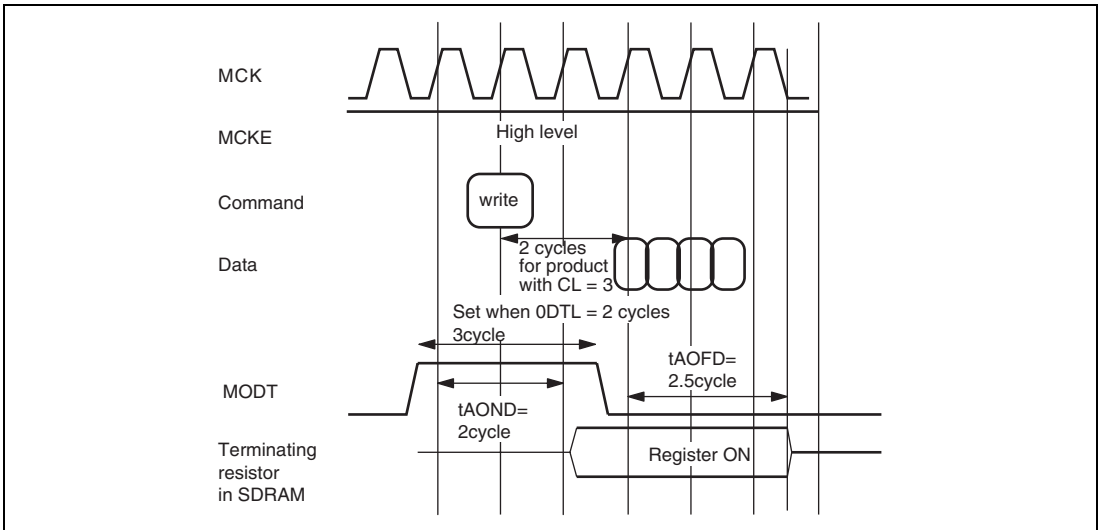 MCK
MCKE
High level
Command
write
Data
2 cycles
for product
with CL = 3
Set when 0DTL = 2 cycles
3cycle
tAOFD=
2.5cycle
MODT
tAOND=
2cycle
Terminating
resistor
in SDRAM
Register ON